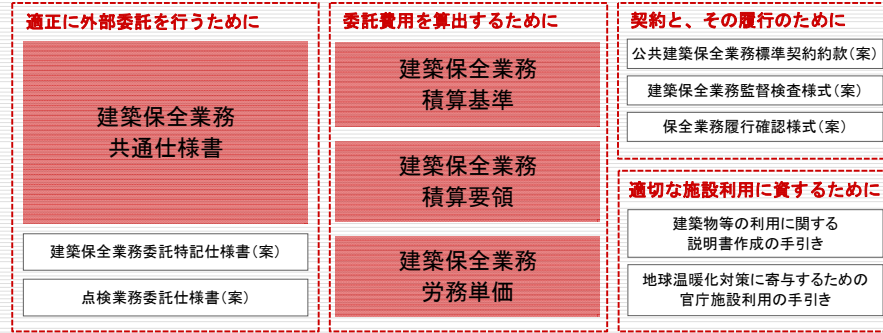 適正に外部委託を行うために
建築保全業務
共通仕様書
建築保全業務委託特記仕様書(案)
点検業務委託仕様書(案)
委託費用を算出するために
建築保全業務
積算基準
建築保全業務
積算要領
建築保全業務
労務単価
契約と、その履行のために
公共建築保全業務標準契約約款(案)
建築保全業務監督検査様式(案)
保全業務履行確認様式(案)
適切な施設利用に資するために
建築物等の利用に関する
説明書作成の手引き
地球温暖化対策に寄与するための
官庁施設利用の手引き